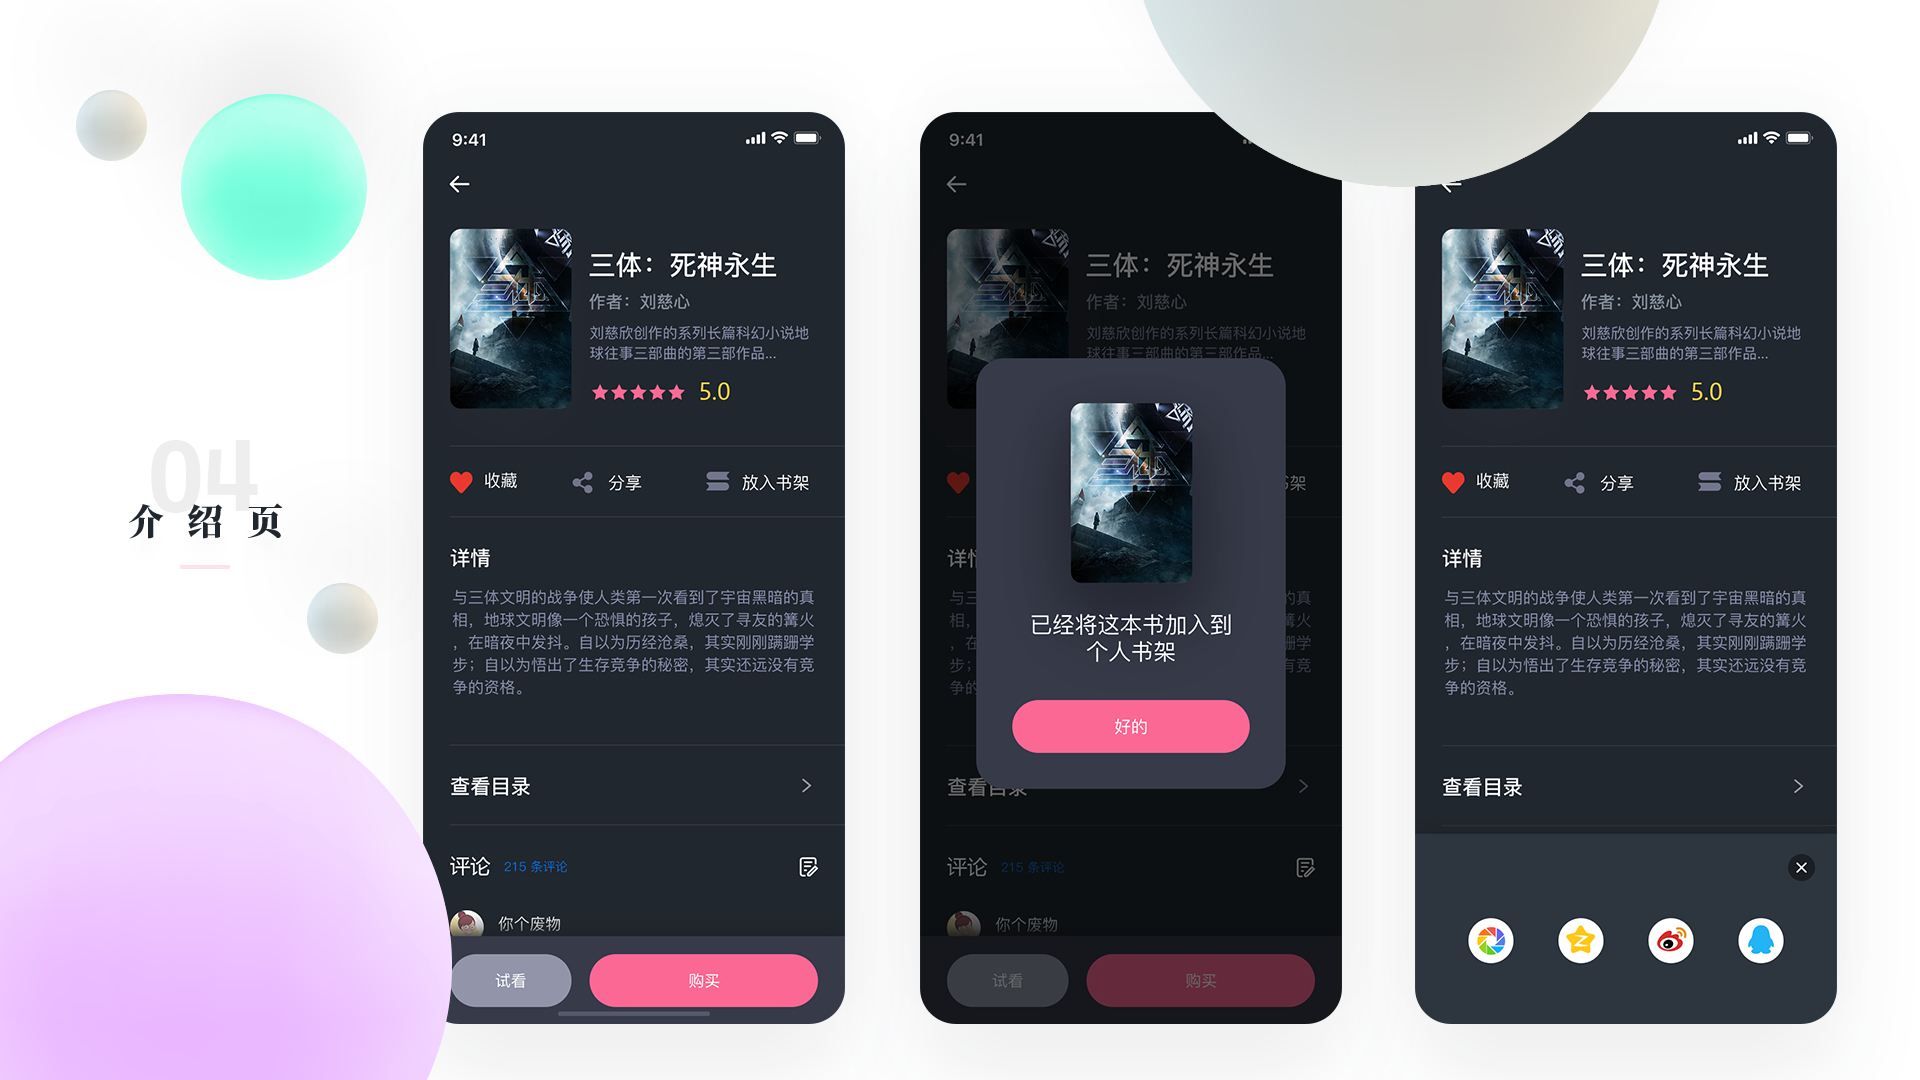 04
介绍页
9:41
三体：死神永生
作者：刘慈心
刘慈欣创作的系列长篇科幻小说地
球往事三部曲的第三部作品...
5.0
收藏
分享
放入书架
详情
与三体文明的战争使人类第一次看到了宇宙黑暗的真
相，地球文明像一个恐惧的孩子，熄灭了寻友的篝火
，在暗夜中发抖。自以为历经沧桑，其实刚刚蹒跚学
步；自以为悟出了生存竞争的秘密，其实还远没有竞
争的资格。
查看目录
评论 215 条评论
你个废物
试看
购买
9:41
三体：死神永生
作者：刘慈心
刘慈欣创作的系列长篇科幻小说地
球往事三部曲的第三部作品...
书架
详情
与三
相，
，在
步；
争的
的真
篝火
跚学
有竞
已经将这本书加入到
个人书架
好的
查看目录
评论 215 条评论
你个废物
试看
购买
三体：死神永生
作者：刘慈心
刘慈欣创作的系列长篇科幻小说地
球往事三部曲的第三部作品...
5.0
收藏
分享
放入书架
详情
与三体文明的战争使人类第一次看到了宇宙黑暗的真
相，地球文明像一个恐惧的孩子，熄灭了寻友的篝火
，在暗夜中发抖。自以为历经沧桑，其实刚刚蹒跚学
步；自以为悟出了生存竞争的秘密，其实还远没有竞
争的资格。
查看目录